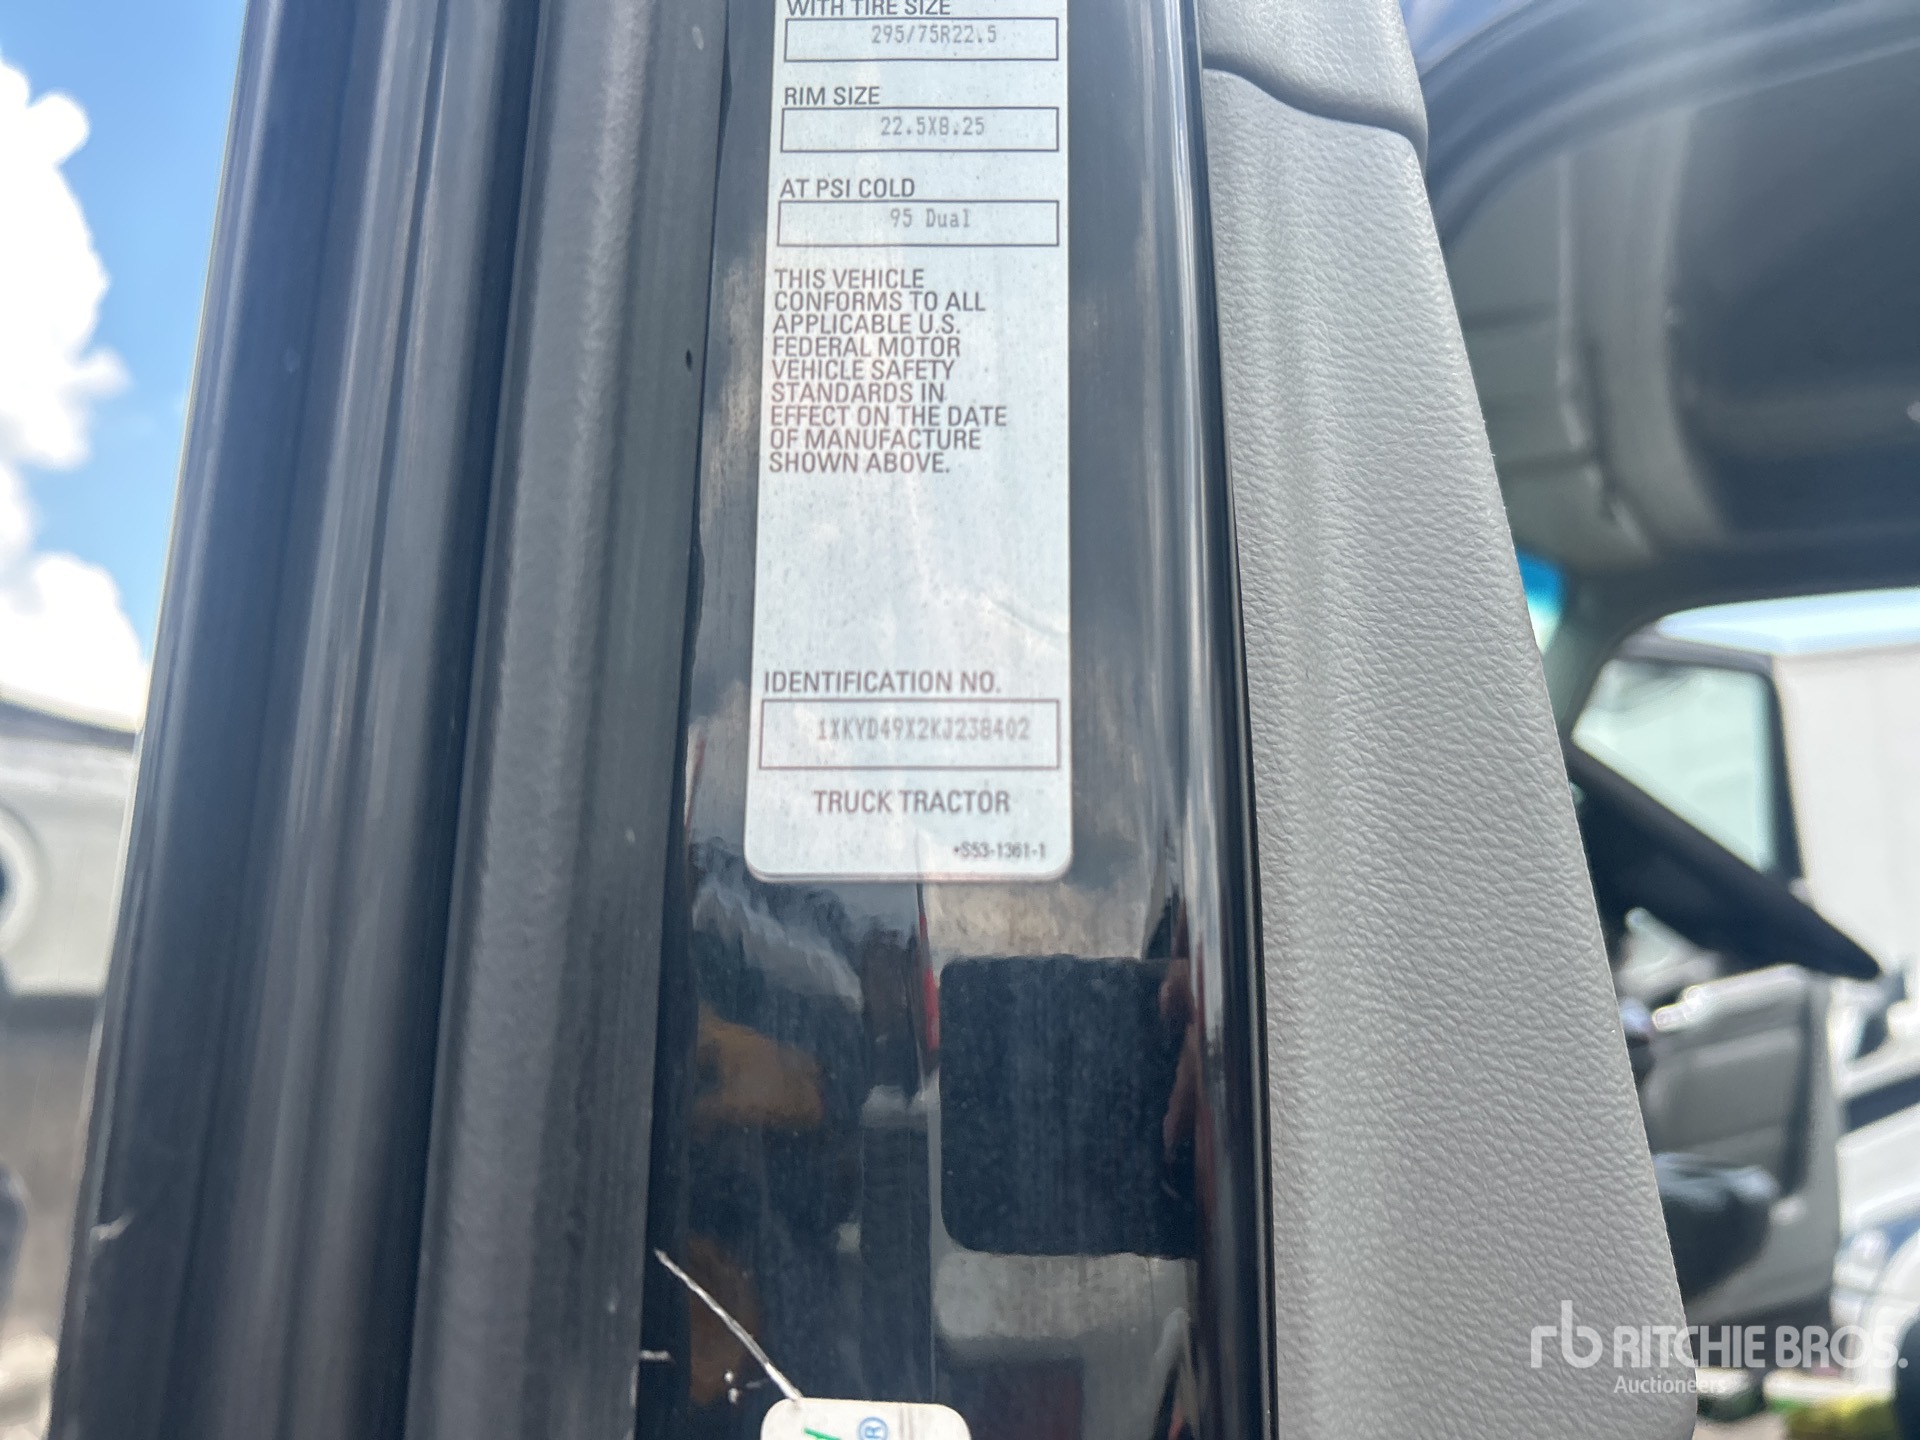 WITH TIRE SIZE
295/75R22.5
RIM SIZE
22.5X8.25
AT PSI COLD
95 Dual
THIS VEHICLE
CONFORMS TO ALL
APPLICABLE U.S.
FEDERAL MOTOR
VEHICLE SAFETY
STANDARDS IN
EFFECT ON THE DATE
OF MANUFACTURE
SHOWN ABOVE.
IDENTIFICATION NO.
1XKYD49X2KJ238402
TRUCK TRACTOR
•S53-1361-1
®
rb RITCHIE BROS.
Auctioneers